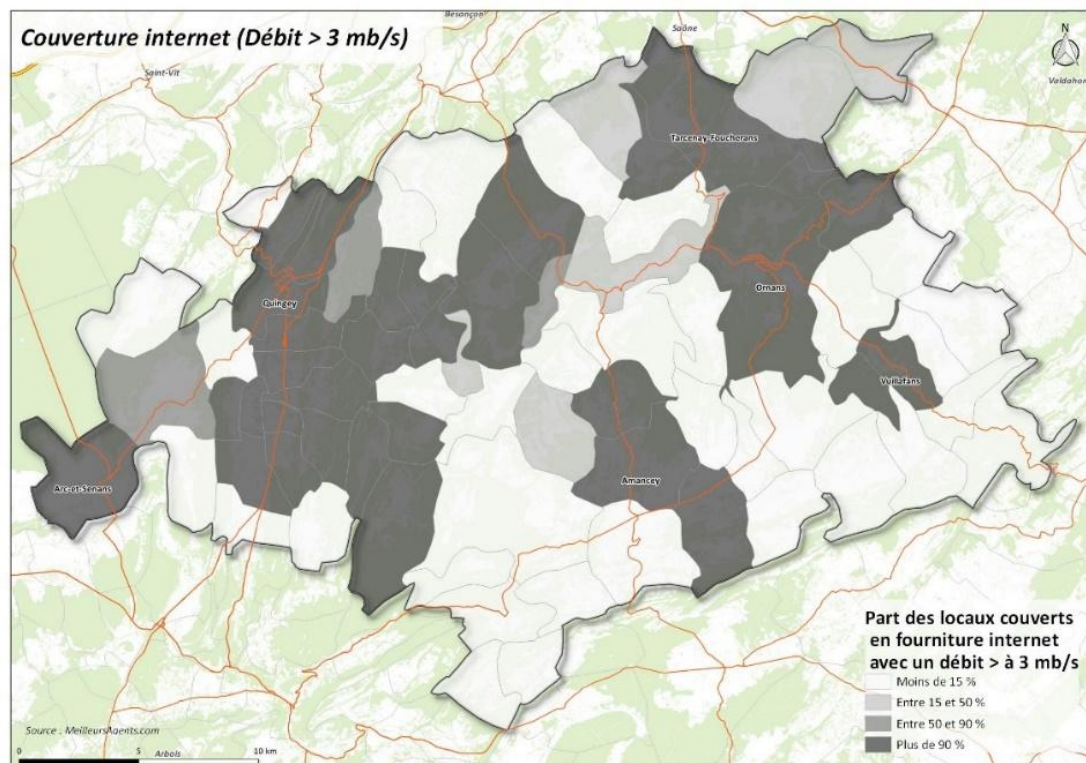 Couverture internet (Débit > 3 mb/s)
Besançon
Saône
N
Saint-Vit
Valdahon
Tarcenay-Foucherans
Quingey
Ornans
Vuillafans
Arc-et-Senans
Amancey
Part des locaux couverts
en fourniture internet
avec un débit > à 3 mb/s
Moins de 15 %
Entre 15 et 50 %
Entre 50 et 90 %
Plus de 90 %
Source : MeilleursAgents.com
0 5 10 km
Arbois